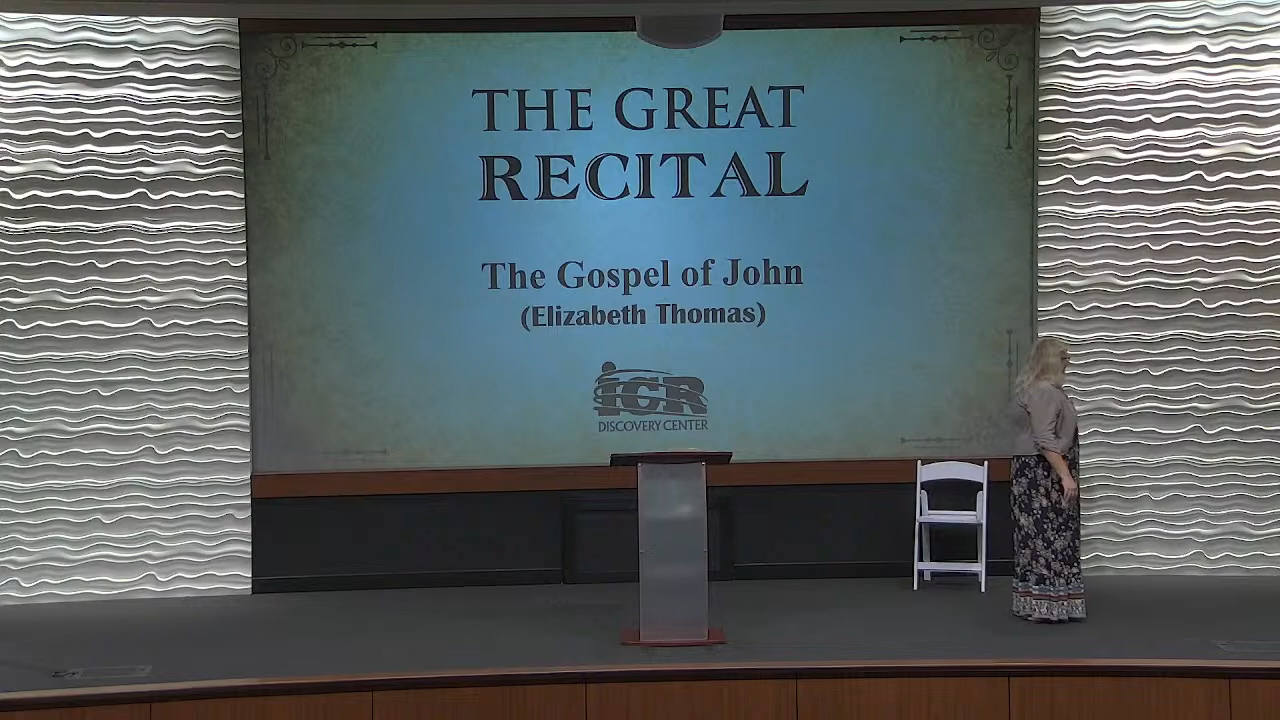 THE GREAT
RECITAL
The Gospel of John
(Elizabeth Thomas)
iCR
DISCOVERY CENTER